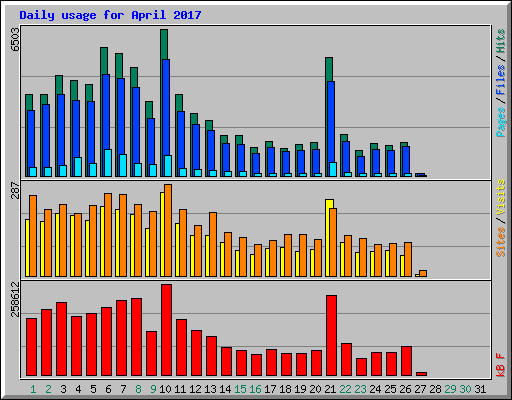 Daily usage for April 2017
6503
Pages / Files / Hits
287
Sites / Visits
258612
kB F
1 2 3 4 5 6 7 8 9 10 11 12 13 14 15 16 17 18 19 20 21 22 23 24 25 26 27 28 29 30 31